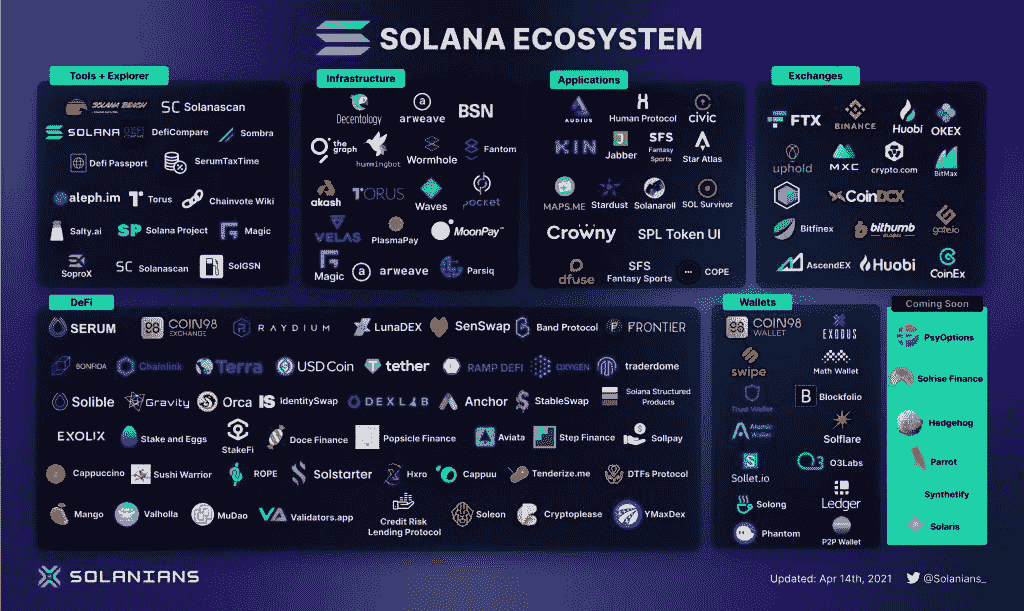 SOLANA ECOSYSTEM
Tools + Explorer
SOLANA BEACH
SC Solanascan
SOLANA
DEFI COMPARE
DefiCompare
Sombra
Defi Passport
SerumTaxTime
aleph.im
Torus
Chainvote Wiki
Salty.ai
SP Solana Project
Magic
SoproX
SC Solanascan
SolGSN
Infrastructure
Decentology
arweave
BSN
the graph
hummingbot
Wormhole
Fantom
akash
TORUS
Waves
pocket
VELAS
PlasmaPay
MoonPay
Magic
arweave
Parsiq
Applications
AUDIUS
Human Protocol
civic
KIN
Jabber
SFS
Fantasy
Sports
Star Atlas
MAPS.ME
Stardust
Solanaroll
SOL Survivor
Crowny
SPL Token UI
dfuse
SFS
Fantasy Sports
COPE
Exchanges
FTX
BINANCE
Huobi
OKEX
uphold
MXC
crypto.com
BitMax
CoinDCX
Bitfinex
bithumb
GLOBAL
gate.io
AscendEX
Huobi
CoinEx
DeFi
SERUM
COIN98
EXCHANGE
RAYDIUM
LunaDEX
SenSwap
Band Protocol
FRONTIER
BONFIDA
Chainlink
Terra
USD Coin
tether
RAMP DEFI
OXYGEN
traderdome
Solible
Gravity
Orca
IS IdentitySwap
DEXLAB
Anchor
StableSwap
Solana Structured
Products
EXOLIX
Stake and Eggs
StakeFi
Doce Finance
Popsicle Finance
Aviata
Step Finance
Sollpay
Cappuccino
Sushi Warrior
ROPE
Solstarter
Hxro
Cappuu
Tenderize.me
DTFs Protocol
Mango
Valholla
MuDao
Validators.app
Credit Risk
Lending Protocol
Soleon
Cryptoplease
YMaxDex
Wallets
COIN98
WALLET
EXODUS
swipe
Math Wallet
Trust Wallet
B Blockfolio
Atomic
Wallet
Solflare
Sollet.io
O3Labs
Solong
Ledger
Phantom
P2P Wallet
Coming Soon
PsyOptions
Solrise Finance
Hedgehog
Parrot
Synthetify
Solaris
SOLANIANS
Updated: Apr 14th, 2021
@Solanians_